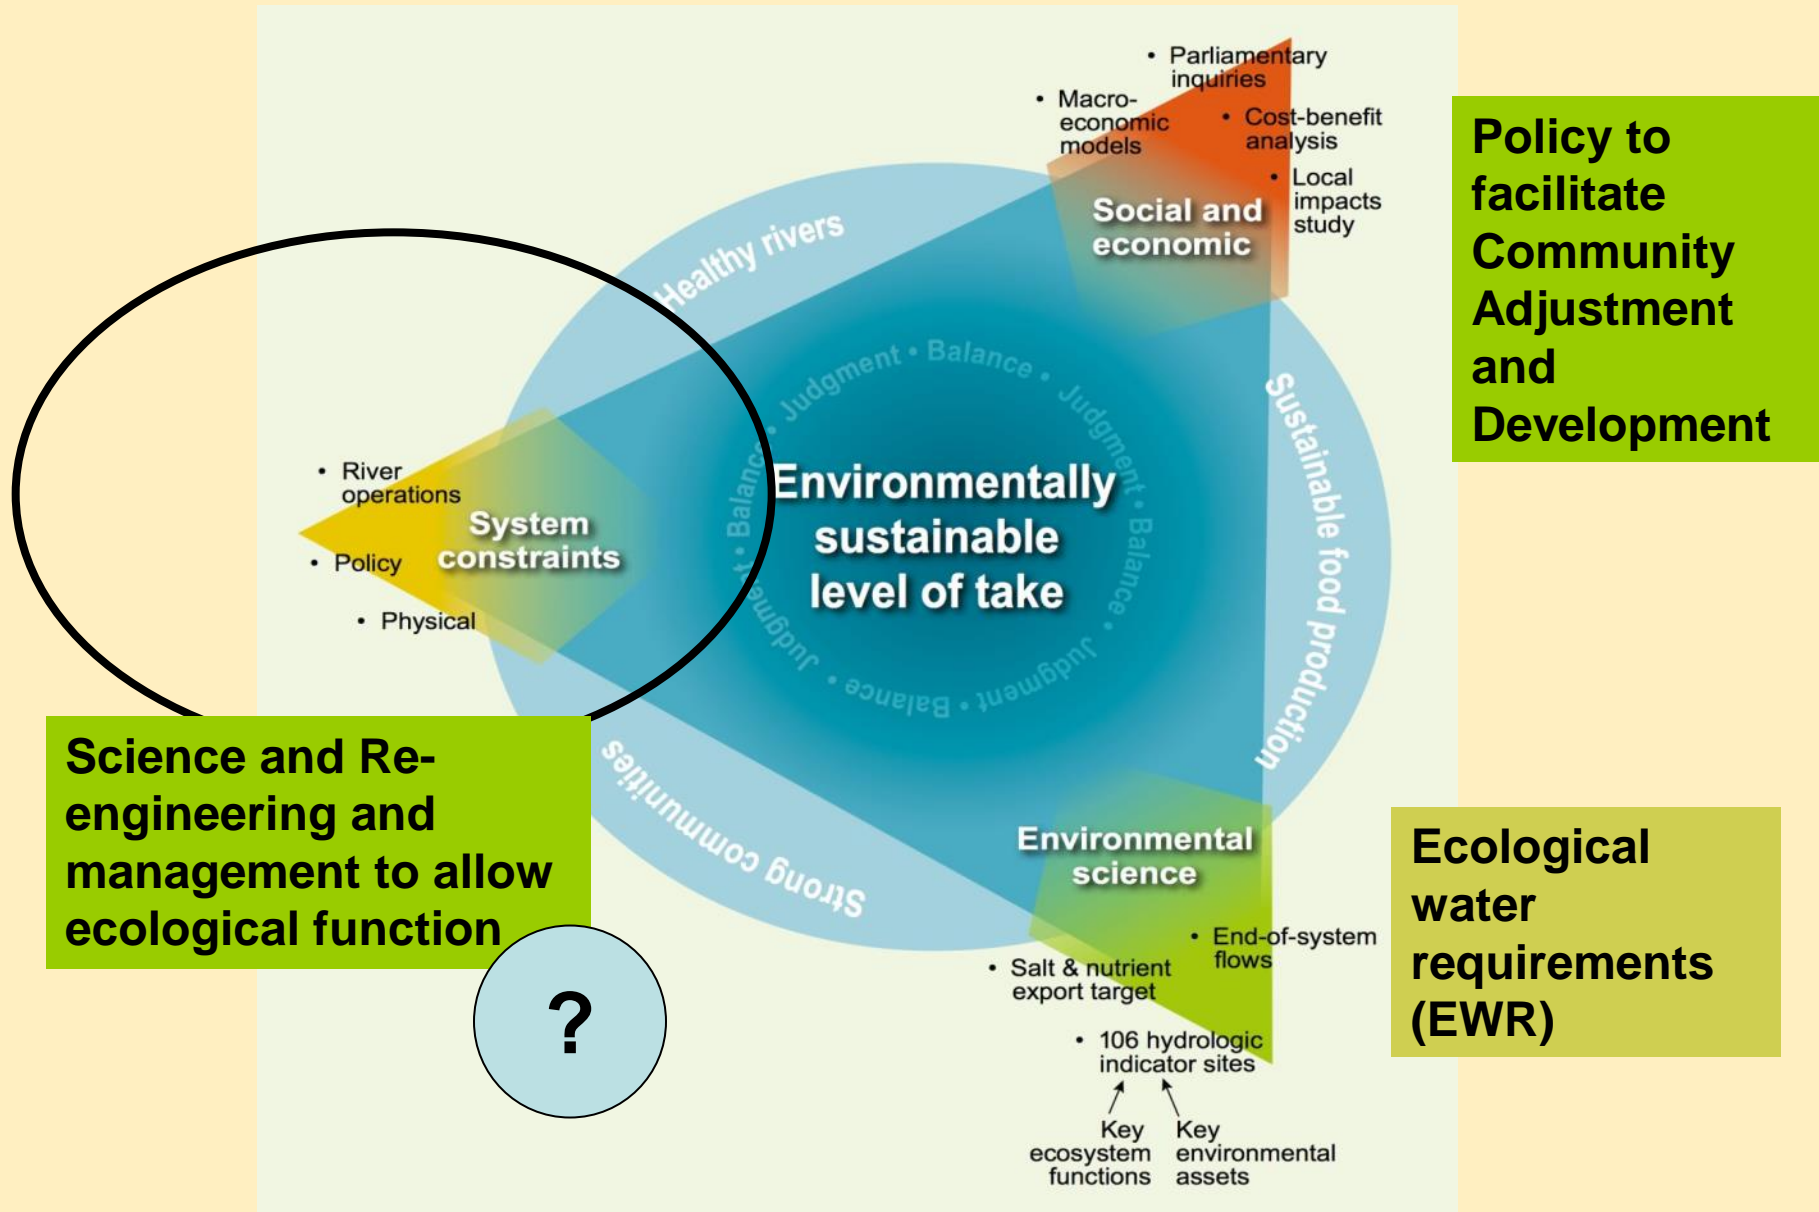 • Parliamentary
inquiries
• Macro-
economic
models
• Cost-benefit
analysis
• Local
impacts
study
Social and
economic
Policy to
facilitate
Community
Adjustment
and
Development
Healthy rivers
Sustainable food production
Strong communities
Balance • Judgment • Balance • Judgment • Balance • Judgment • Balance • Judgment •
Environmentally
sustainable
level of take
• River
operations
• Policy
• Physical
System
constraints
Science and Re-
engineering and
management to allow
ecological function
?
Environmental
science
• End-of-system
flows
• Salt & nutrient
export target
• 106 hydrologic
indicator sites
Key
ecosystem
functions
Key
environmental
assets
Ecological
water
requirements
(EWR)